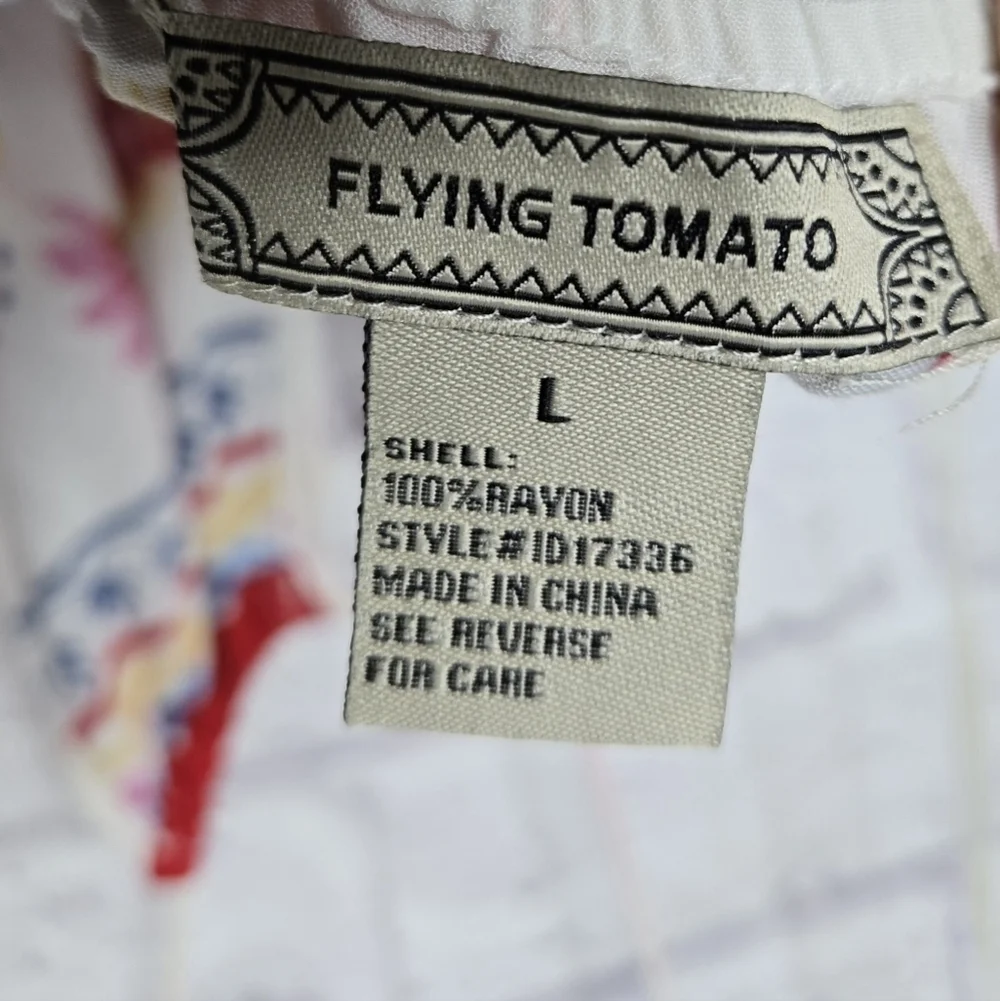 FLYING TOMATO
L
SHELL:
100%RAYON
STYLE#ID17336
MADE IN CHINA
SEE REVERSE
FOR CARE